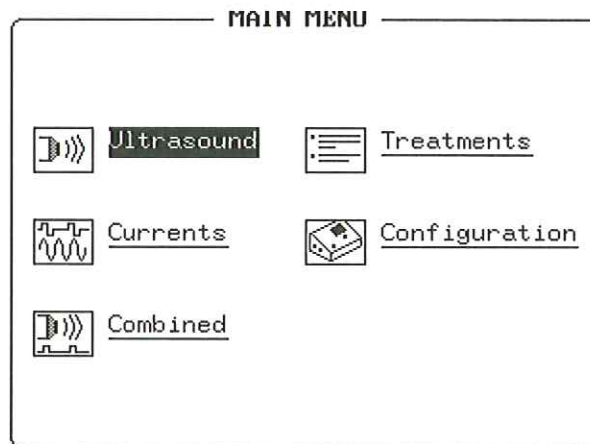 MAIN MENU
Ultrasound
Treatments
Currents
Configuration
Combined